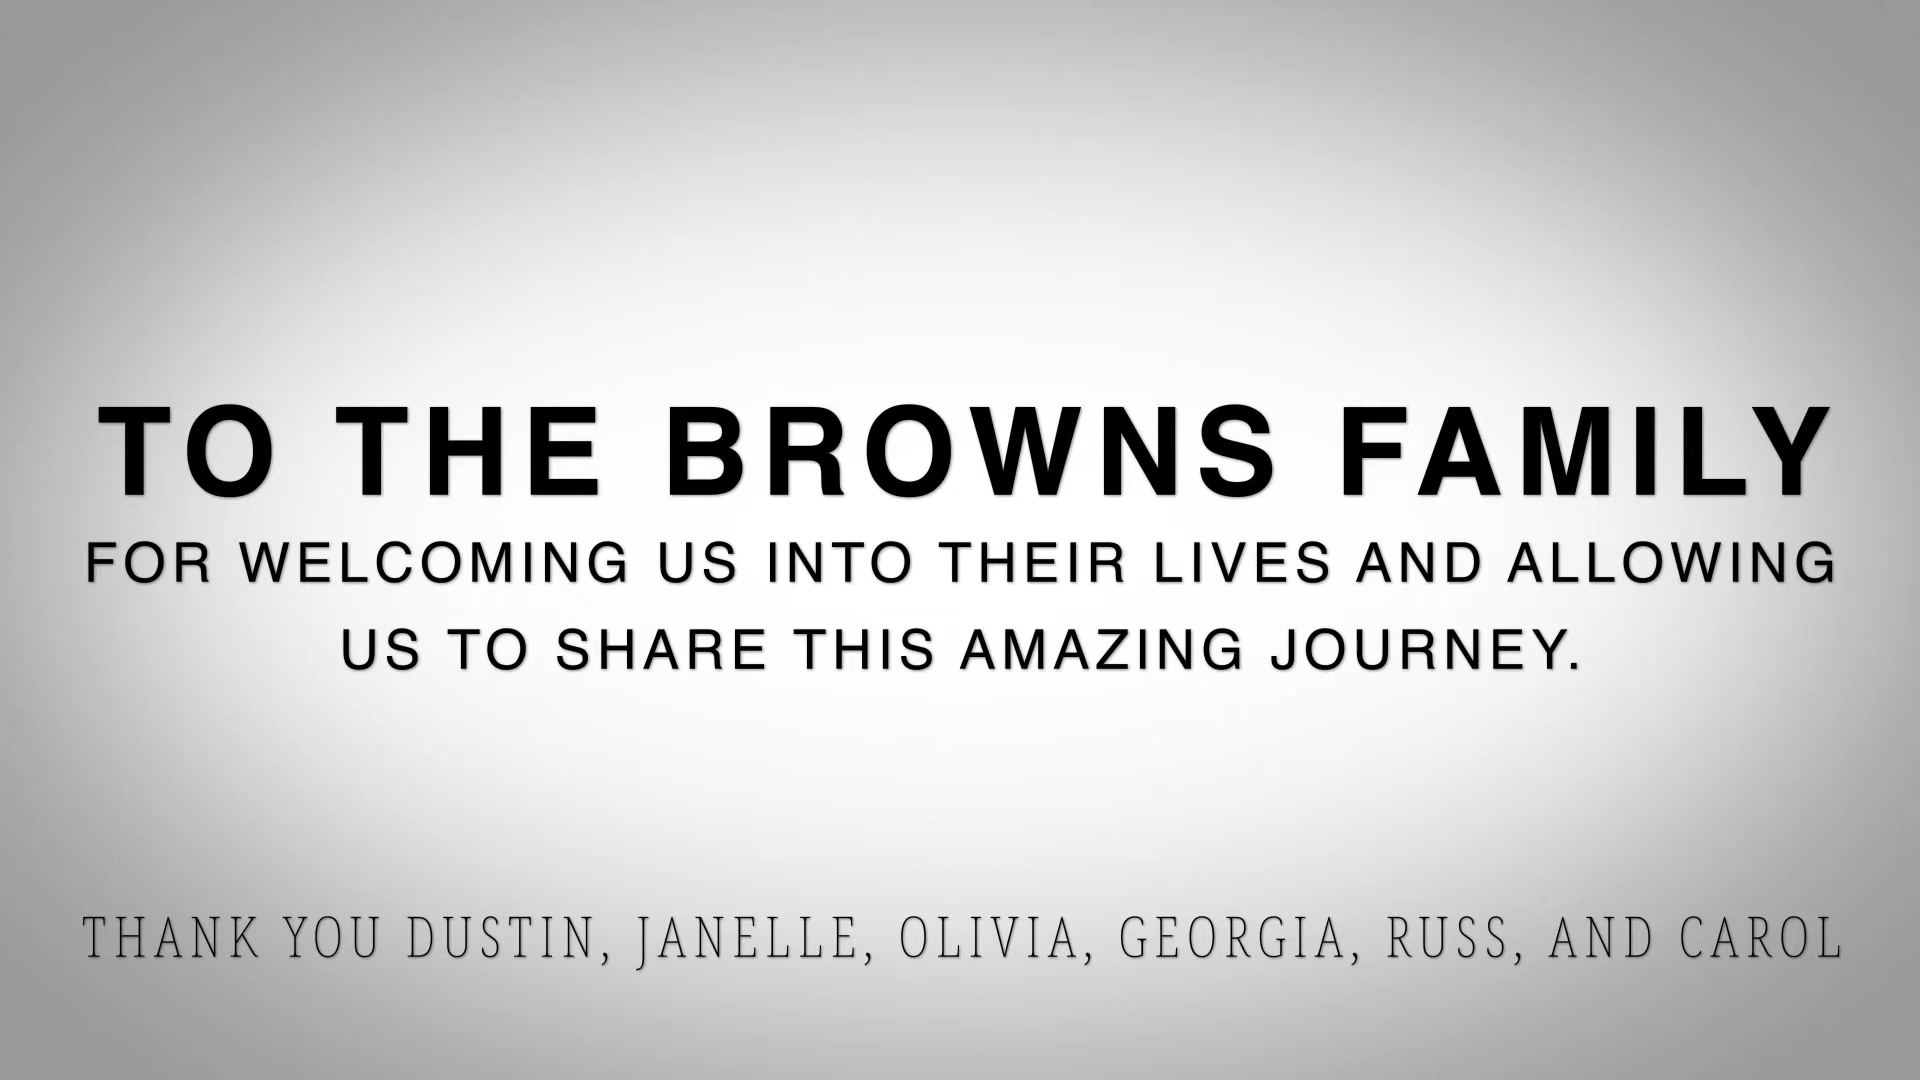 TO THE BROWNS FAMILY
FOR WELCOMING US INTO THEIR LIVES AND ALLOWING
US TO SHARE THIS AMAZING JOURNEY.
THANK YOU DUSTIN, JANELLE, OLIVIA, GEORGIA, RUSS, AND CAROL